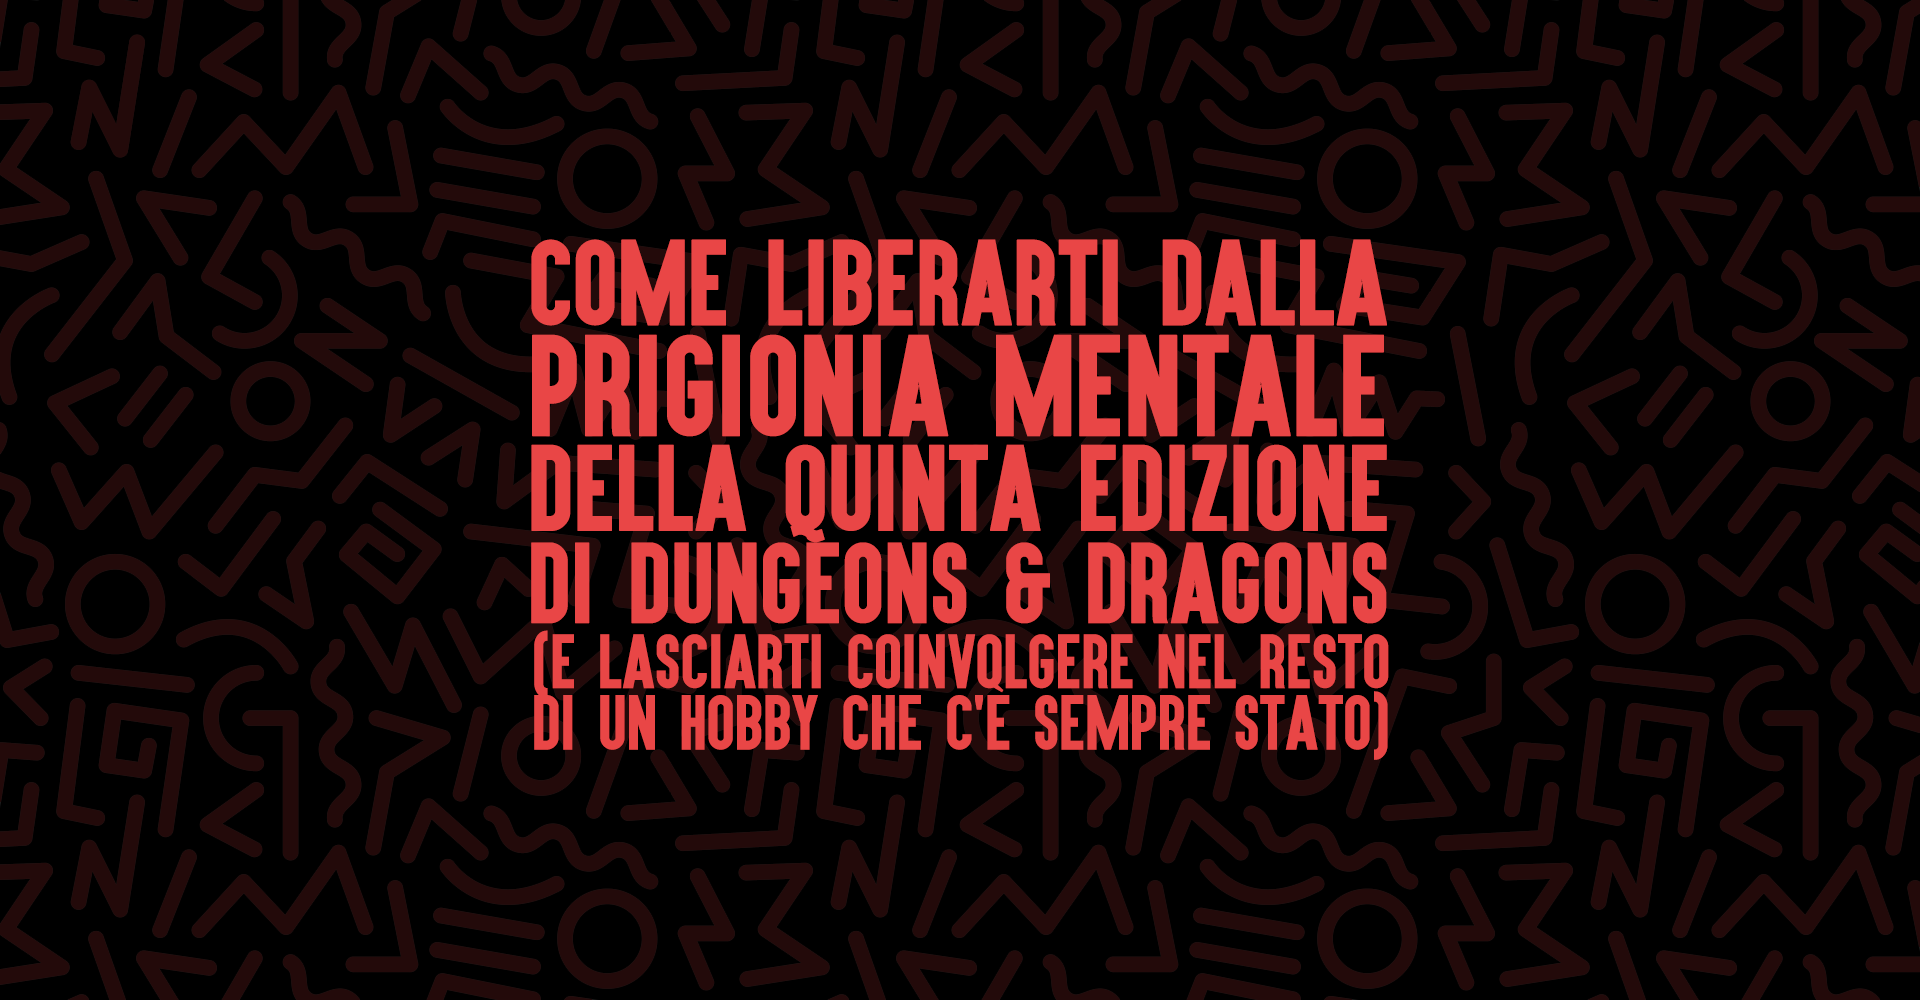 COME LIBERARTI DALLA
PRIGIONIA MENTALE
DELLA QUINTA EDIZIONE
DI DUNGEONS & DRAGONS
(E LASCIARTI COINVOLGERE NEL RESTO
DI UN HOBBY CHE C'È SEMPRE STATO)